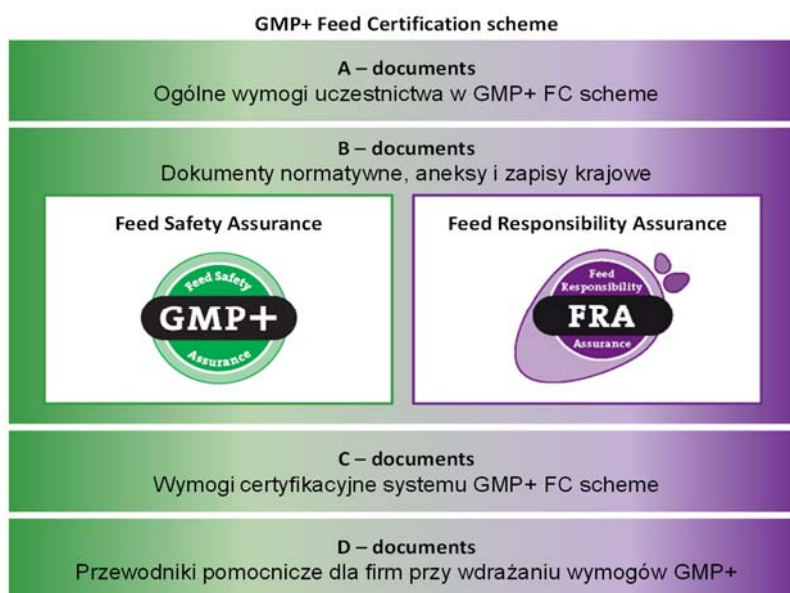 GMP+ Feed Certification scheme
A – documents
Ogólne wymogi uczestnictwa w GMP+ FC scheme
B – documents
Dokumenty normatywne, aneksy i zapisy krajowe
Feed Safety Assurance
Feed Safety
GMP+
Assurance
Feed Responsibility Assurance
Feed
Responsibility
FRA
Assurance
C – documents
Wymogi certyfikacyjne systemu GMP+ FC scheme
D – documents
Przewodniki pomocnicze dla firm przy wdrażaniu wymogów GMP+